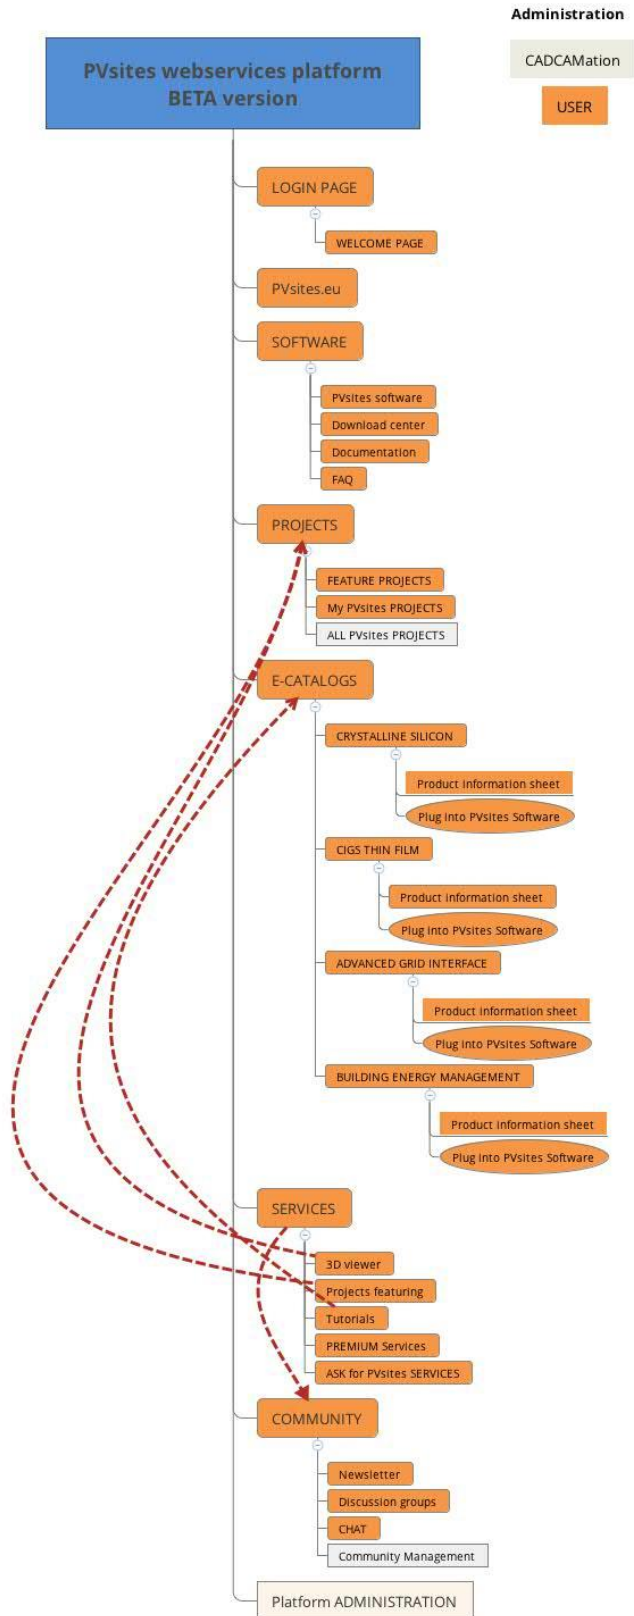 Administration
CADCAMation
USER
PVsites webservices platform
BETA version
LOGIN PAGE
WELCOME PAGE
PVsites.eu
SOFTWARE
PVsites software
Download center
Documentation
FAQ
PROJECTS
FEATURE PROJECTS
My PVsites PROJECTS
ALL PVsites PROJECTS
E-CATALOGS
CRYSTALLINE SILICON
Product information sheet
Plug into PVsites Software
CIGS THIN FILM
Product information sheet
Plug into PVsites Software
ADVANCED GRID INTERFACE
Product information sheet
Plug into PVsites Software
BUILDING ENERGY MANAGEMENT
Product information sheet
Plug into PVsites Software
SERVICES
3D viewer
Projects featuring
Tutorials
PREMIUM Services
ASK for PVsites SERVICES
COMMUNITY
Newsletter
Discussion groups
CHAT
Community Management
Platform ADMINISTRATION